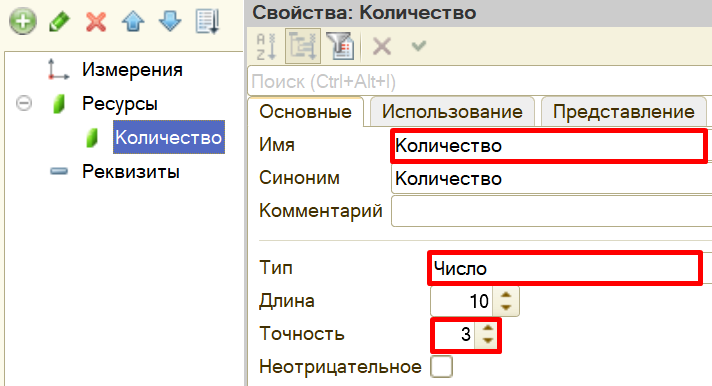 Свойства: Количество
Поиск (Ctrl+Alt+I)
Измерения
Ресурсы
Количество
Реквизиты
Основные Использование Представление
Имя Количество
Синоним Количество
Комментарий
Тип Число
Длина 10
Точность 3
Неотрицательное